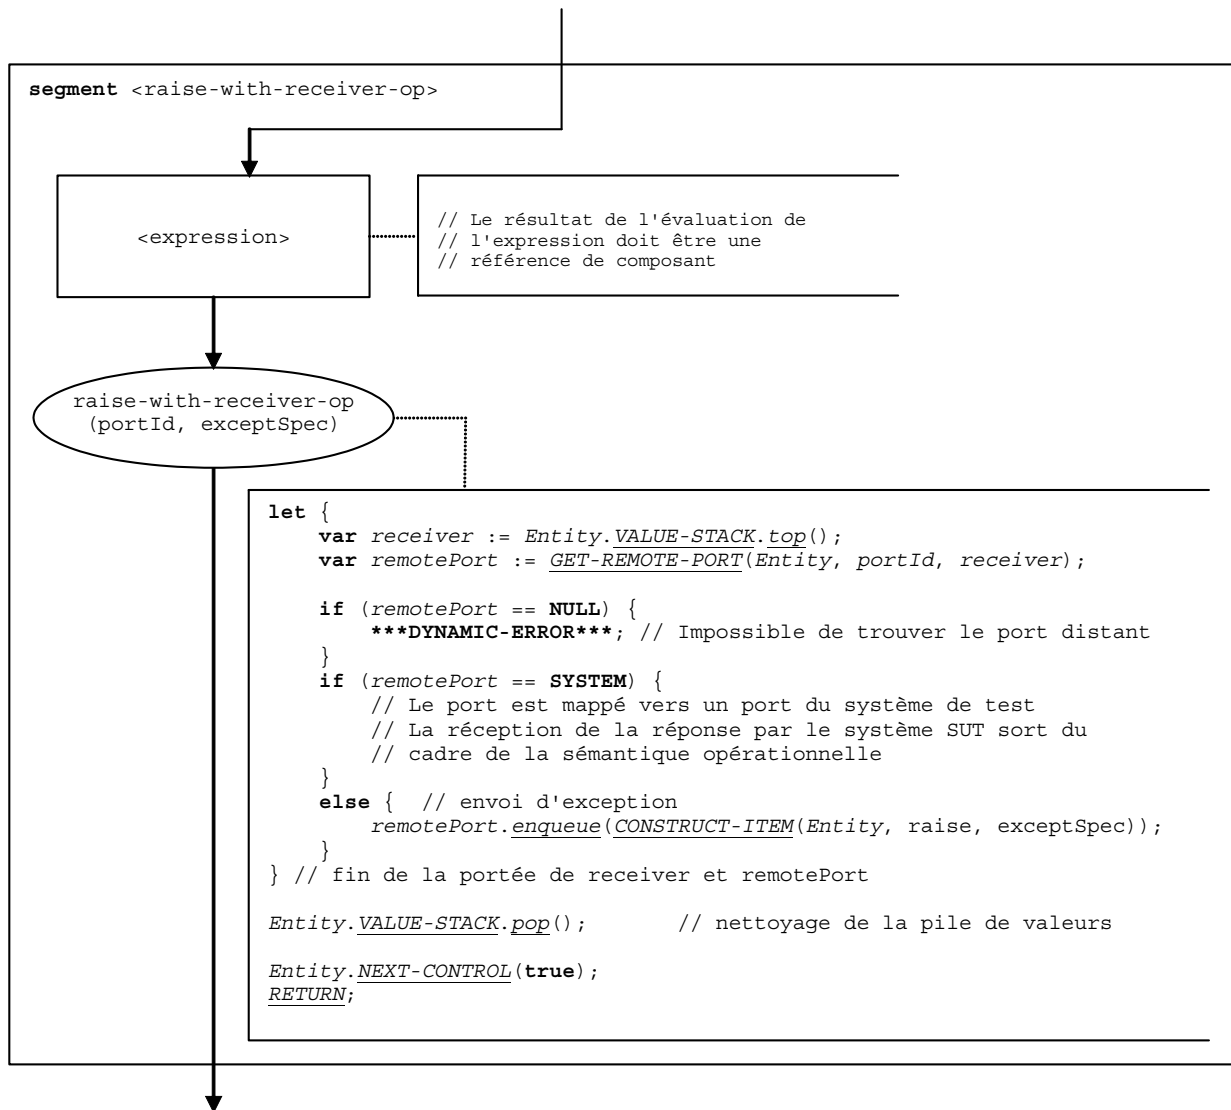 segment <raise-with-receiver-op>
<expression>
// Le résultat de l'évaluation de
// l'expression doit être une
// référence de composant
raise-with-receiver-op
(portId, exceptSpec)
let {
var receiver := Entity.VALUE-STACK.top();
var remotePort := GET-REMOTE-PORT(Entity, portId, receiver);
if (remotePort == NULL) {
***DYNAMIC-ERROR***; // Impossible de trouver le port distant
}
if (remotePort == SYSTEM) {
// Le port est mappé vers un port du système de test
// La réception de la réponse par le système SUT sort du
// cadre de la sémantique opérationnelle
}
else { // envoi d'exception
remotePort.enqueue(CONSTRUCT-ITEM(Entity, raise, exceptSpec));
}
} // fin de la portée de receiver et remotePort
Entity.VALUE-STACK.pop(); // nettoyage de la pile de valeurs
Entity.NEXT-CONTROL(true);
RETURN;